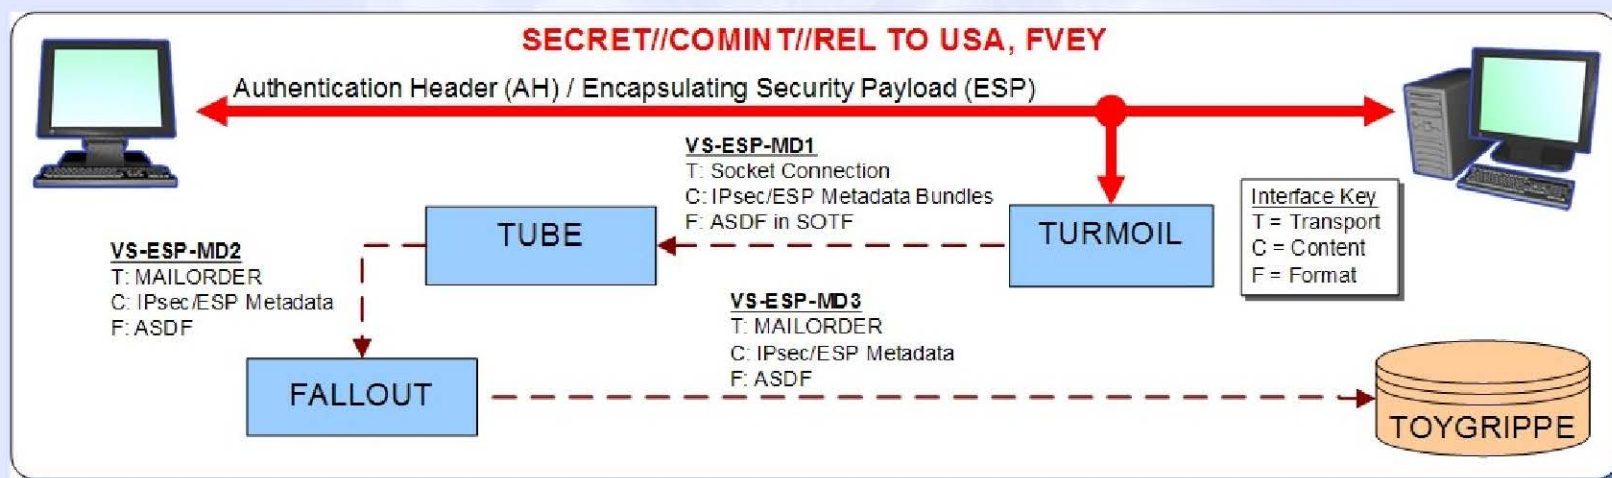 SECRET//COMINT//REL TO USA, FVEY
Authentication Header (AH) / Encapsulating Security Payload (ESP)
VS-ESP-MD1
T: Socket Connection
C: IPsec/ESP Metadata Bundles
F: ASDF in SOTF
Interface Key
T = Transport
C = Content
F = Format
TUBE
TURMOIL
VS-ESP-MD2
T: MAILORDER
C: IPsec/ESP Metadata
F: ASDF
VS-ESP-MD3
T: MAILORDER
C: IPsec/ESP Metadata
F: ASDF
FALLOUT
TOYGRIPPE